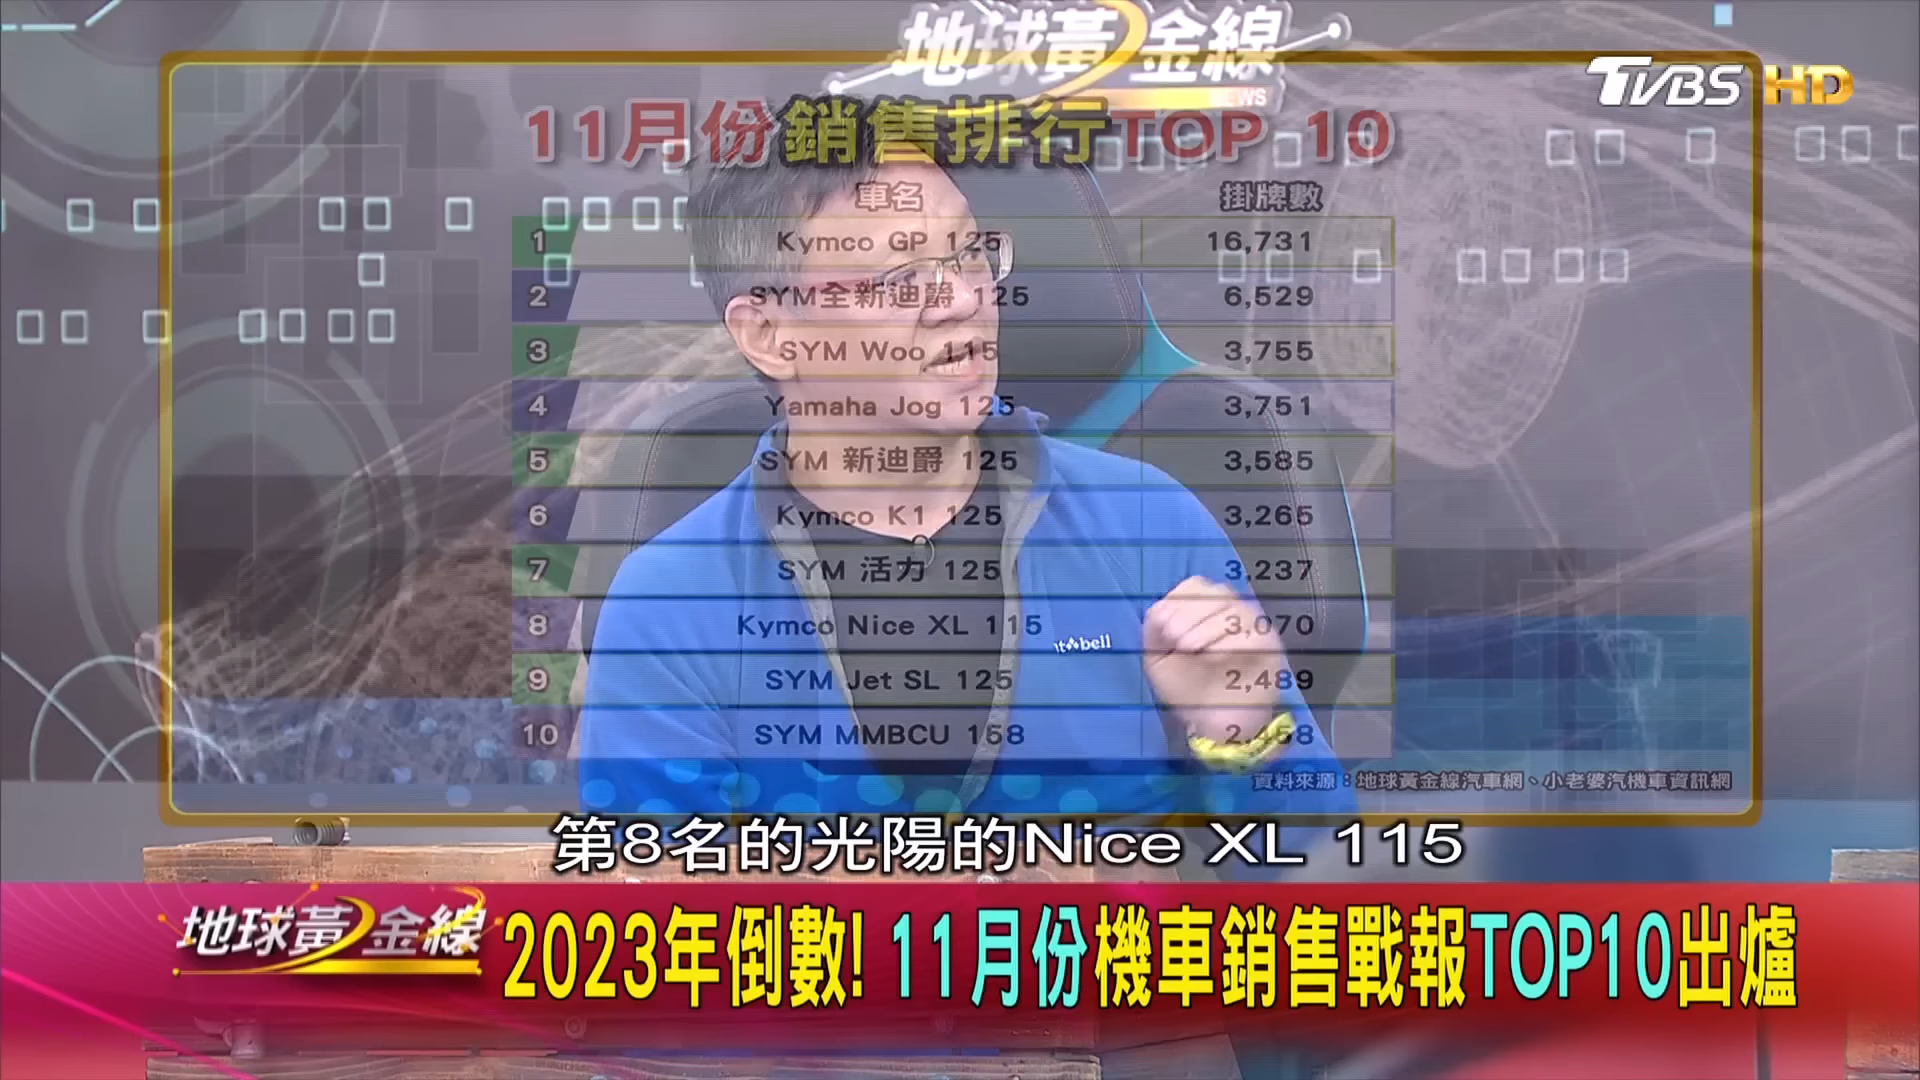 地球黃金線
NEWS
TVBS HD
11月份銷售排行TOP 10
車名 掛牌數
1 Kymco GP 125 16,731
2 SYM全新迪爵 125 6,529
3 SYM Woo 115 3,755
4 Yamaha Jog 125 3,751
5 SYM 新迪爵 125 3,585
6 Kymco K1 125 3,265
7 SYM 活力 125 3,237
8 Kymco Nice XL 115 3,070
9 SYM Jet SL 125 2,489
10 SYM MMBCU 158 2,458
bell
資料來源：地球黃金線汽車網、小老婆汽機車資訊網
第8名的光陽的Nice XL 115
地球黃金線
2023年倒數! 11月份機車銷售戰報TOP10出爐